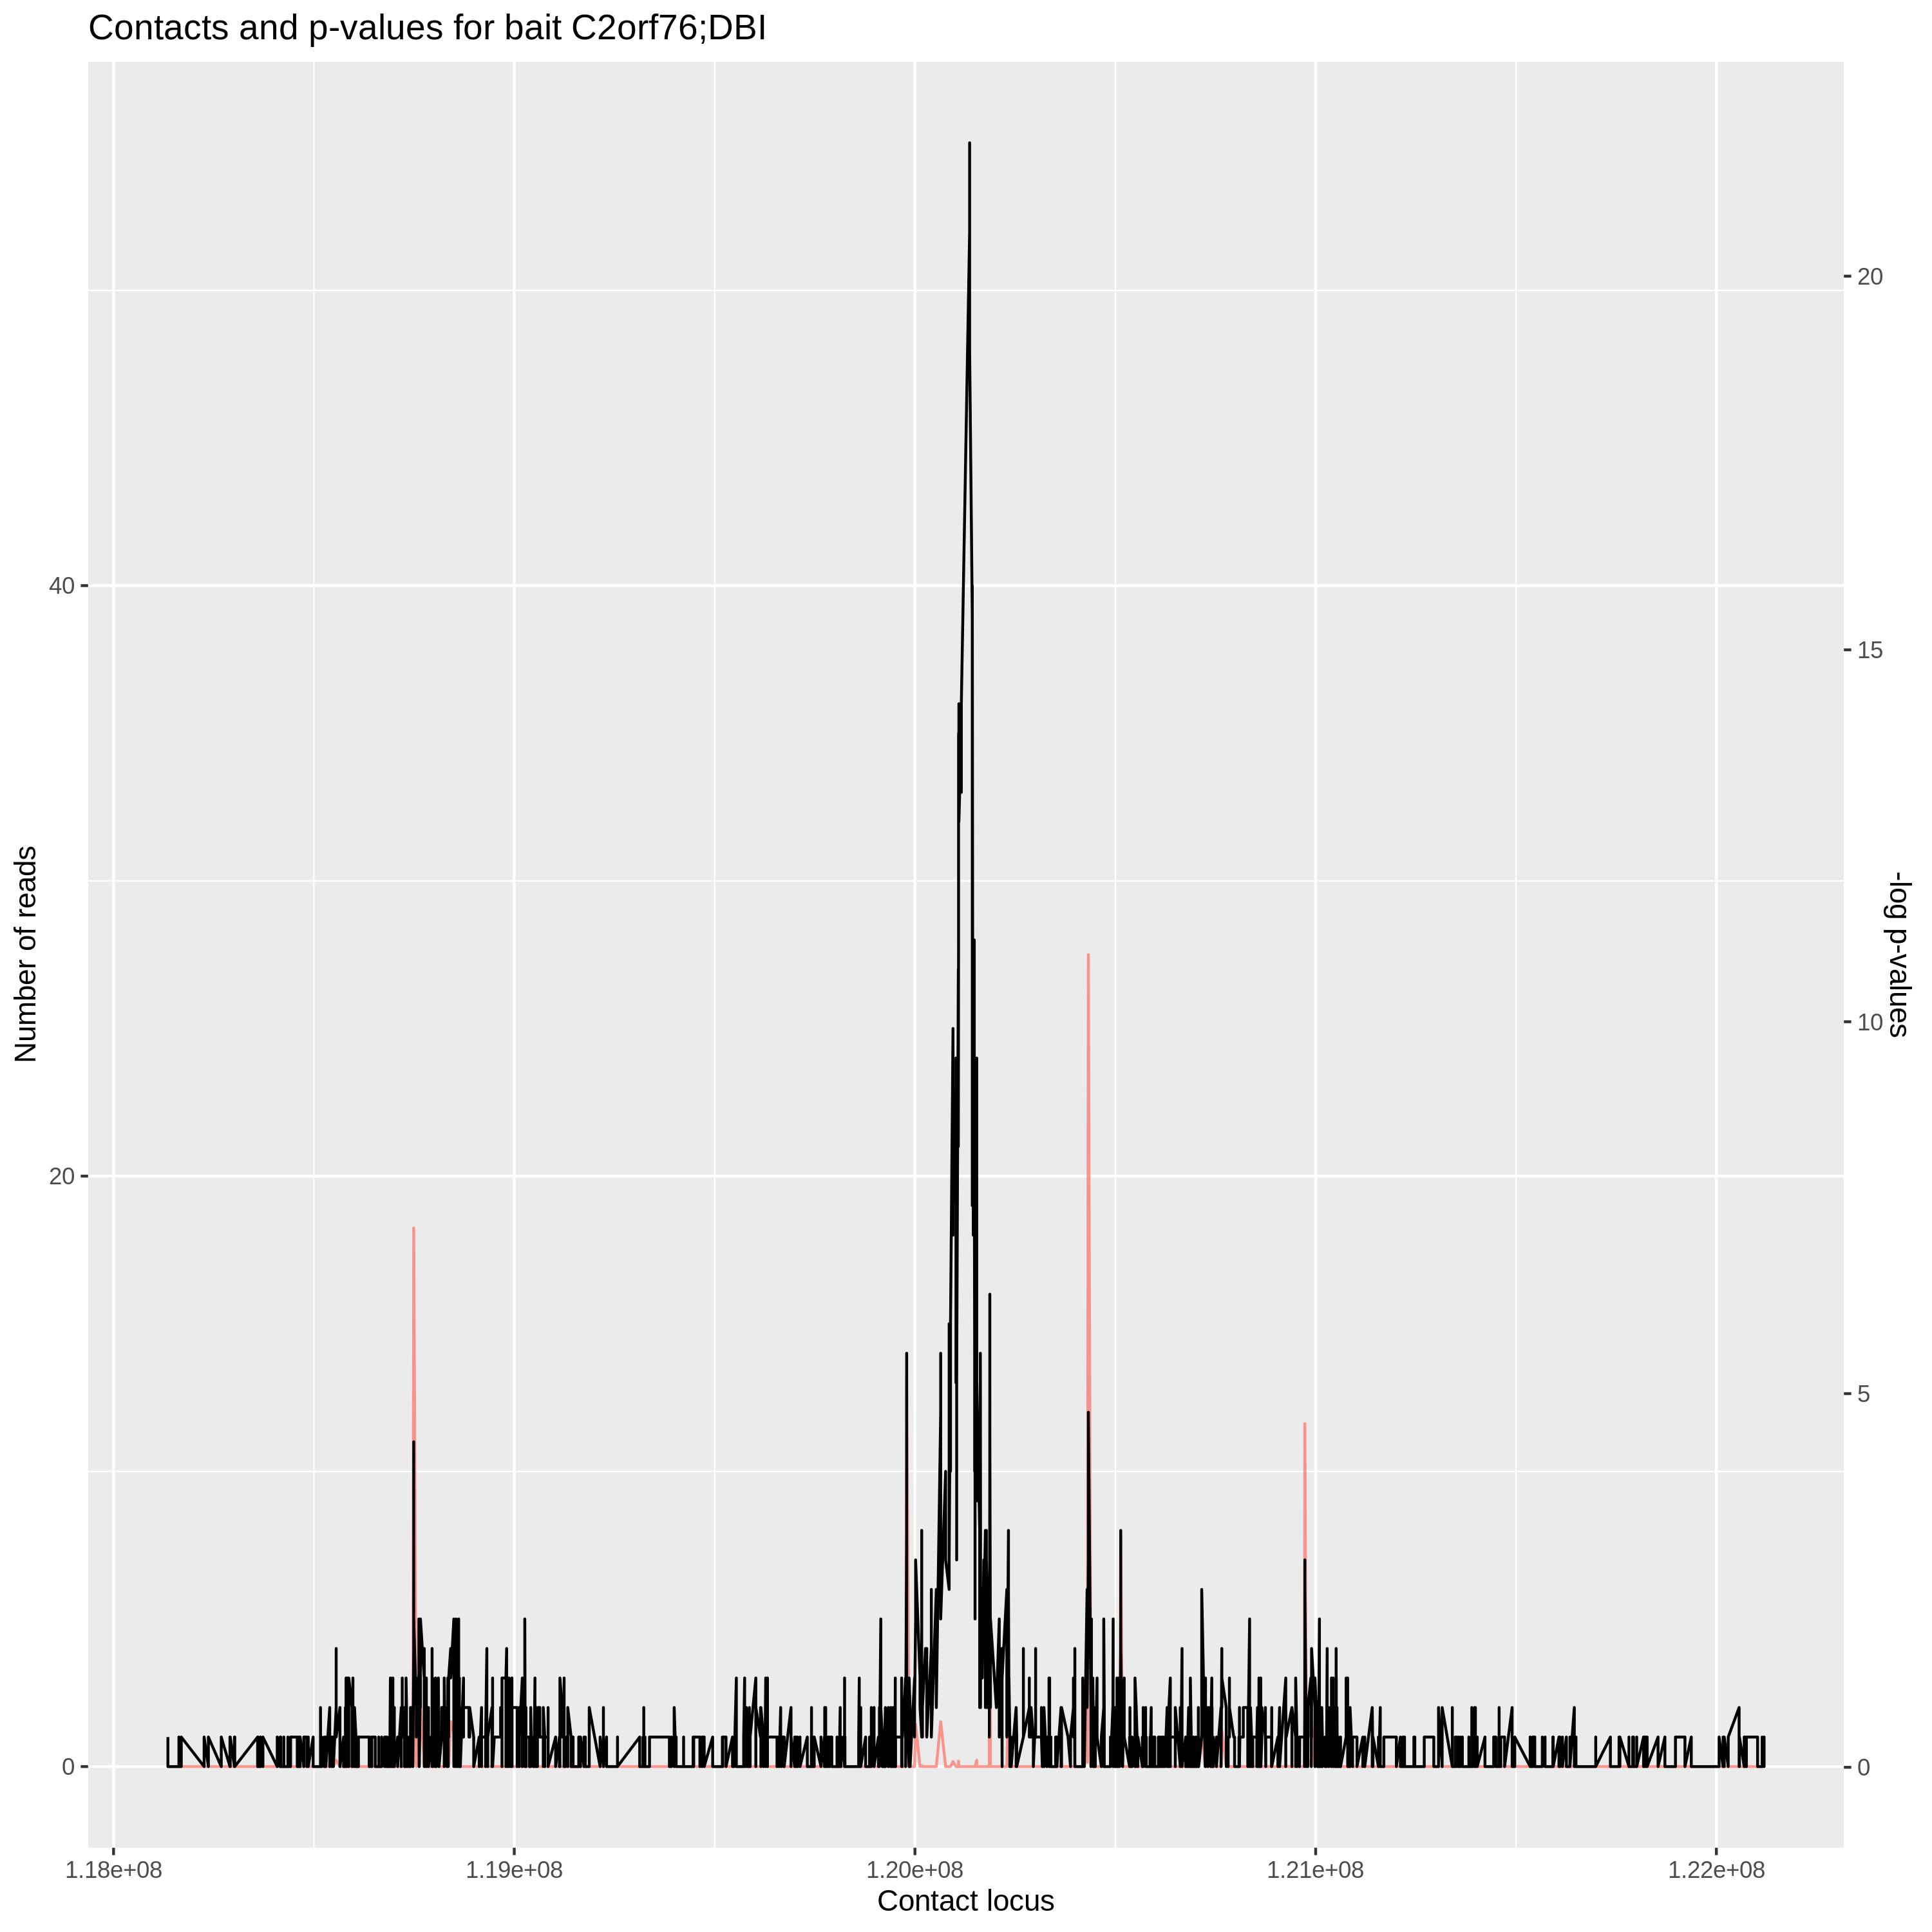 Contacts and p-values for bait C2orf76;DBI
Number of reads
40
20
0
20
15
10
5
0
-log p-values
1.18e+08
1.19e+08
1.20e+08
1.21e+08
1.22e+08
Contact locus